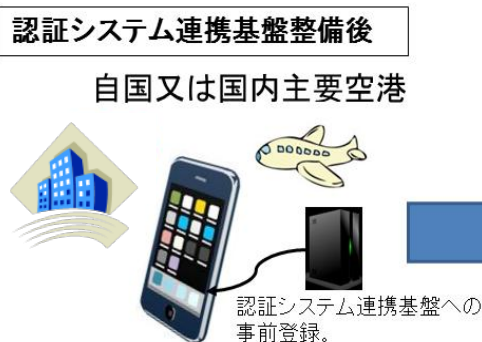 認証システム連携基盤整備後
自国又は国内主要空港
認証システム連携基盤への
事前登録。